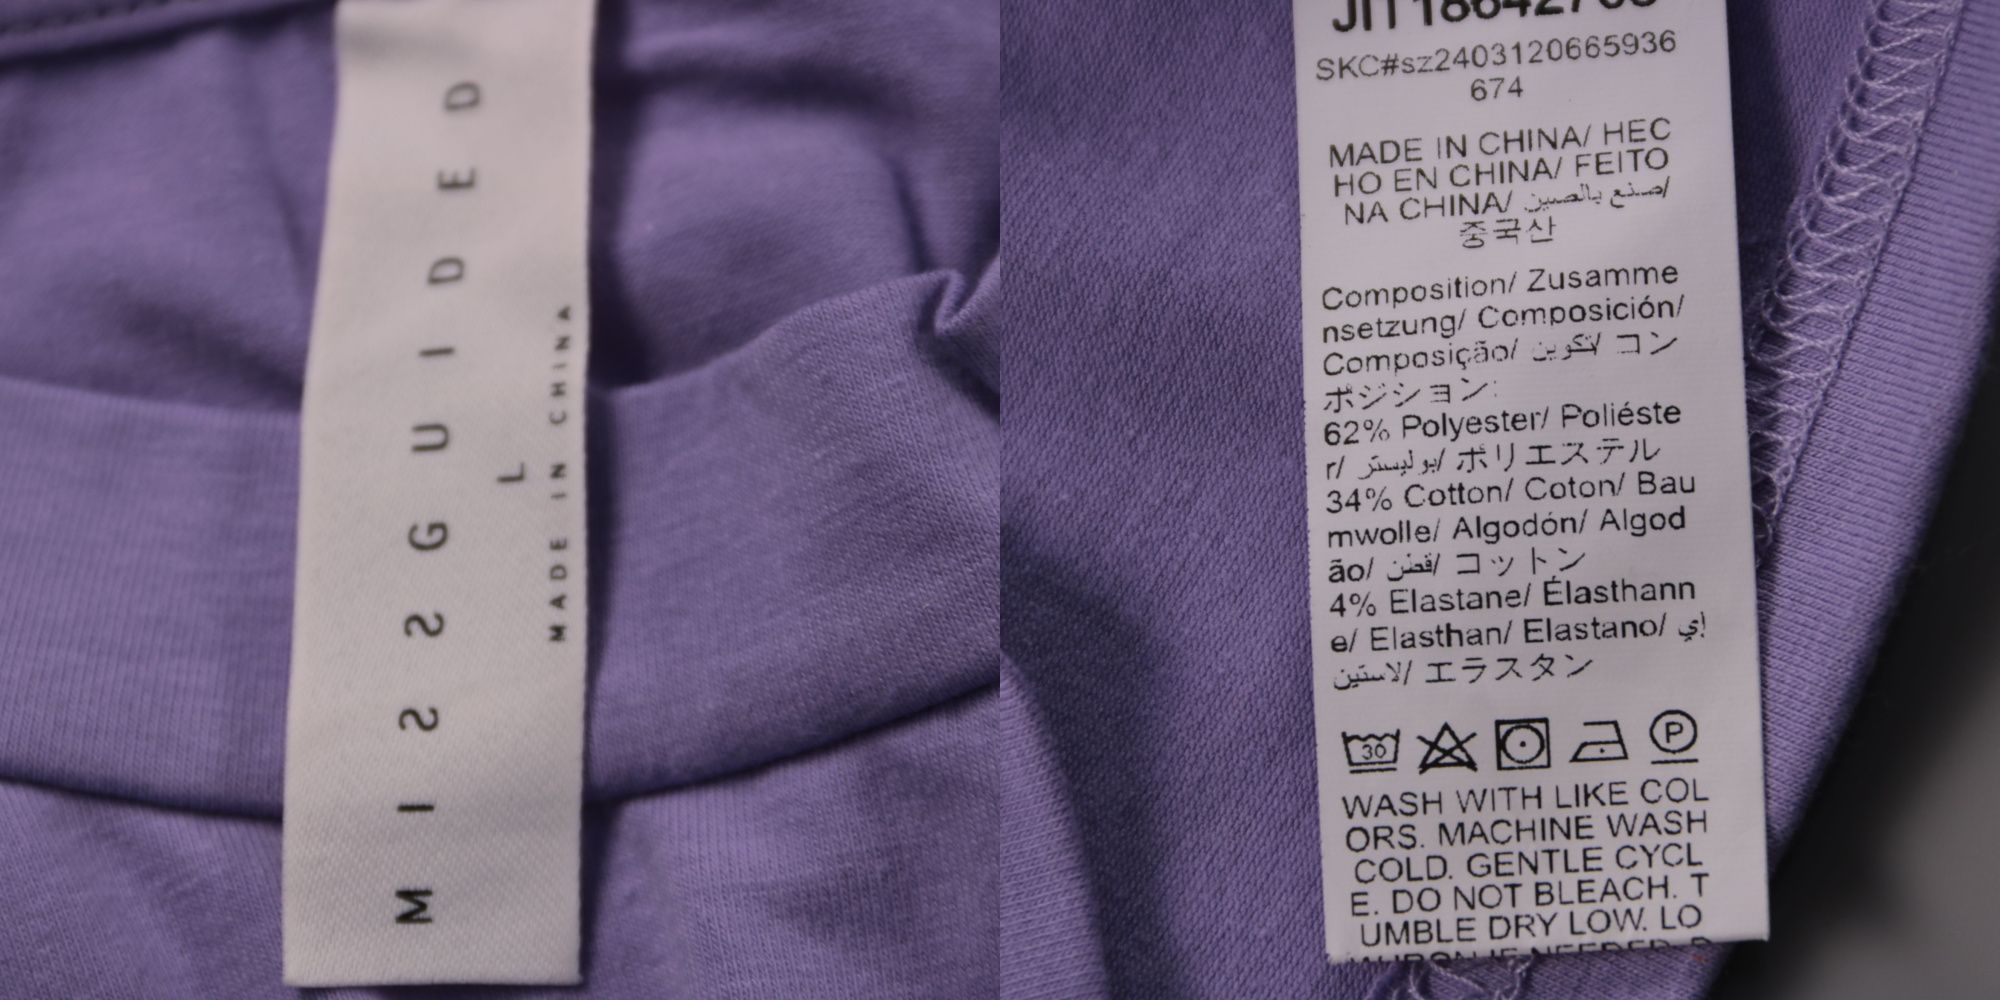 MISSGUIDED
L
MADE IN CHINA
SKC#sz2403120665936
674
MADE IN CHINA/ HEC
HO EN CHINA/ FEITO
NA CHINA/ صنع بالصين/
중국산
Composition/ Zusamme
nsetzung/ Composición/
Composição/ تكوين/ コン
ポジション:
62% Polyester/ Poliéste
r/ بوليستر/ ポリエステル
34% Cotton/ Coton/ Bau
mwolle/ Algodón/ Algod
ão/ قطن/ コットン
4% Elastane/ Élasthann
e/ Elasthan/ Elastano/ إي
لاستين/ エラスタン
30
P
WASH WITH LIKE COL
ORS. MACHINE WASH
COLD. GENTLE CYCL
E. DO NOT BLEACH. T
UMBLE DRY LOW. LO